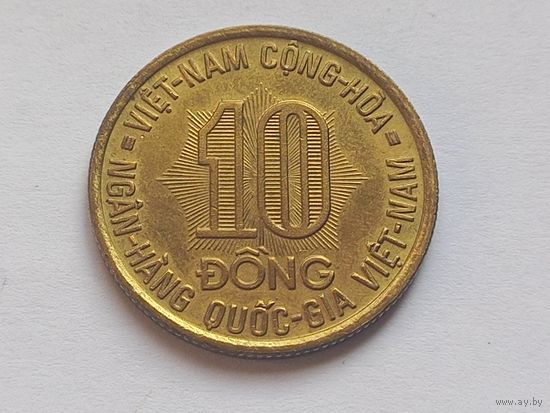 VIỆT-NAM CỘNG-HÒA
10
ĐỒNG
NGÂN-HÀNG QUỐC-GIA VIỆT-NAM
www.ay.by